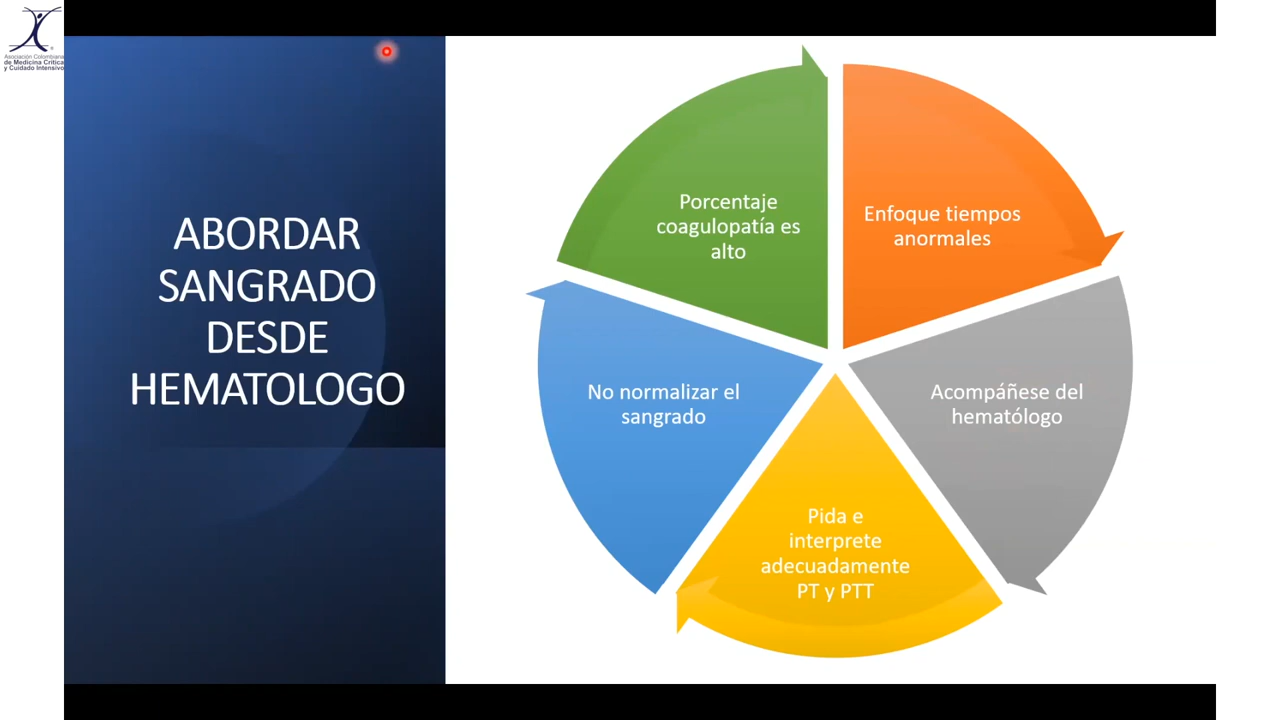 Asociación Colombiana
de Medicina Crítica
y Cuidado Intensivo
ABORDAR
SANGRADO
DESDE
HEMATOLOGO
Enfoque tiempos
anormales
Acompáñese del
hematólogo
Pida e
interprete
adecuadamente
PT y PTT
No normalizar el
sangrado
Porcentaje
coagulopatía es
alto